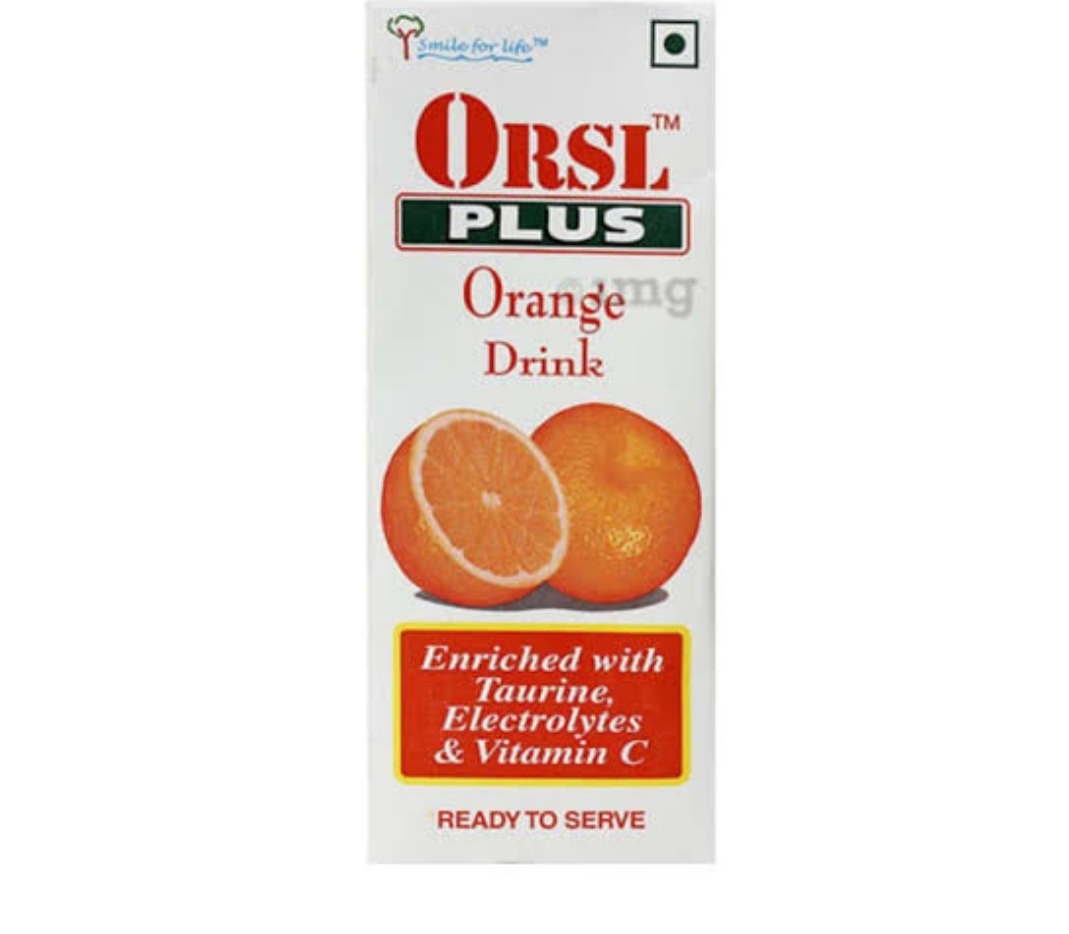 Smile for life™
ORSL™
PLUS
Orange
Drink
Enriched with
Taurine,
Electrolytes
& Vitamin C
READY TO SERVE